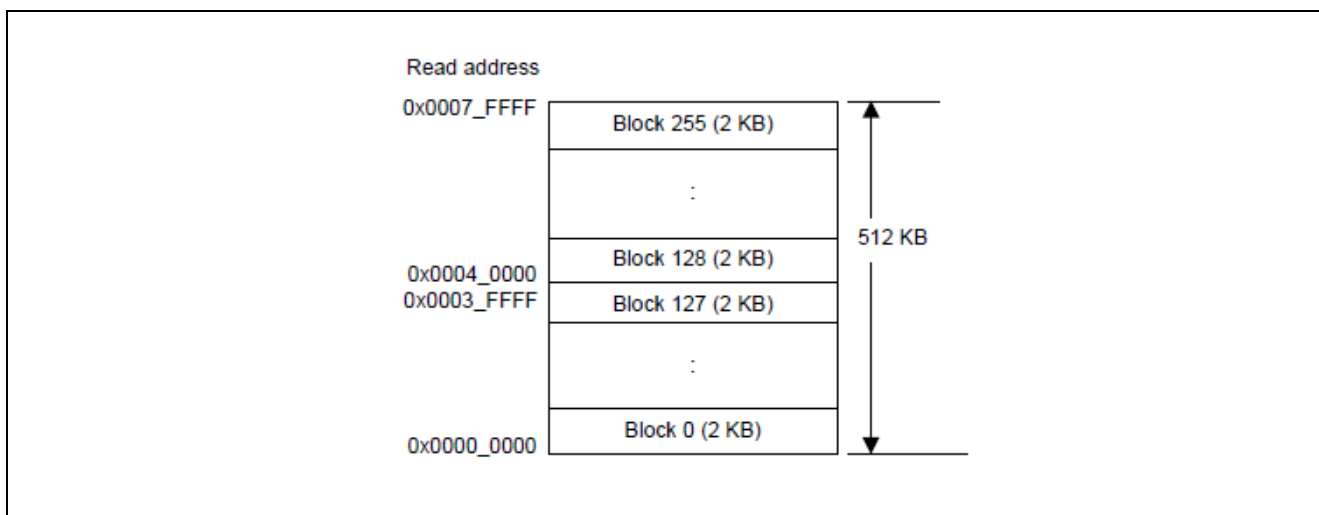 Read address
0x0007_FFFF
Block 255 (2 KB)
:
512 KB
Block 128 (2 KB)
0x0004_0000
0x0003_FFFF
Block 127 (2 KB)
:
Block 0 (2 KB)
0x0000_0000